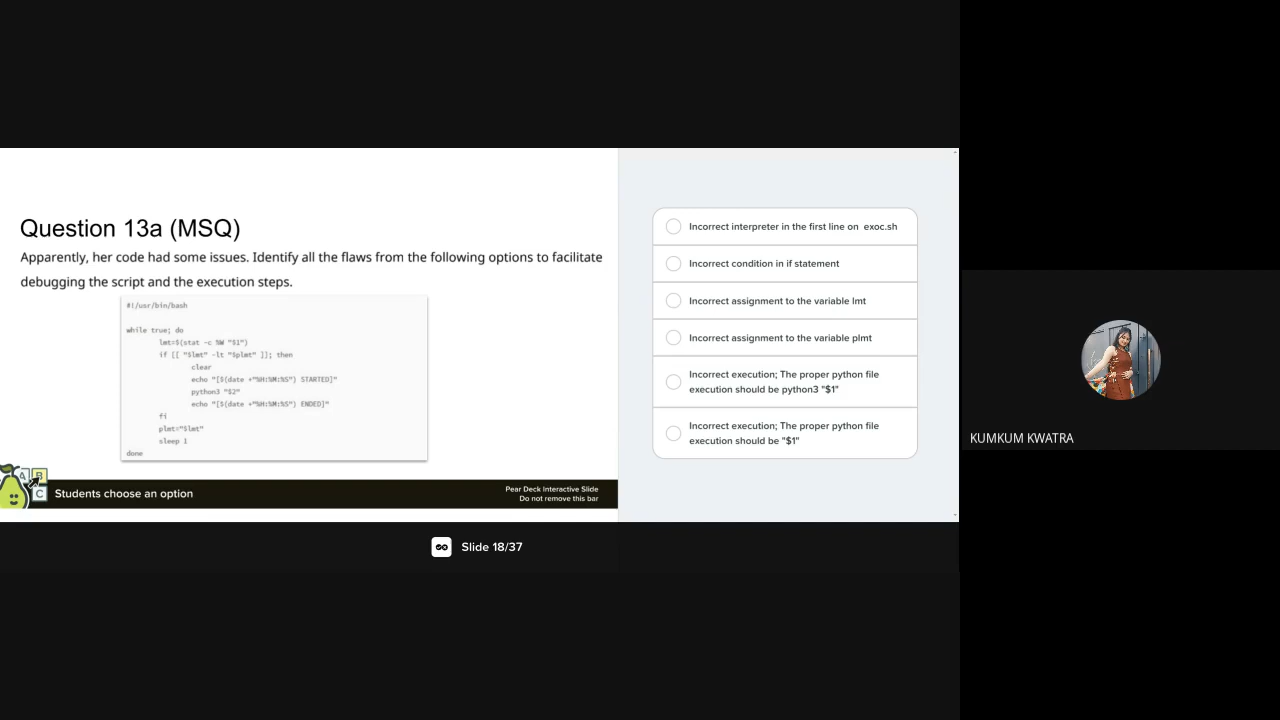 Question 13a (MSQ)
Apparently, her code had some issues. Identify all the flaws from the following options to facilitate
debugging the script and the execution steps.
#!/usr/bin/bash
while true; do
lmt=$(stat -c %W "$1")
if [[ "$lmt" -lt "$plmt" ]]; then
clear
echo "[$(date +"%H:%M:%S") STARTED]"
python3 "$2"
echo "[$(date +"%H:%M:%S") ENDED]"
fi
plmt="$lmt"
sleep 1
done
A B
C
Students choose an option
Pear Deck Interactive Slide
Do not remove this bar
Incorrect interpreter in the first line on exoc.sh
Incorrect condition in if statement
Incorrect assignment to the variable lmt
Incorrect assignment to the variable plmt
Incorrect execution; The proper python file
execution should be python3 "$1"
Incorrect execution; The proper python file
execution should be "$1"
Slide 18/37
KUMKUM KWATRA